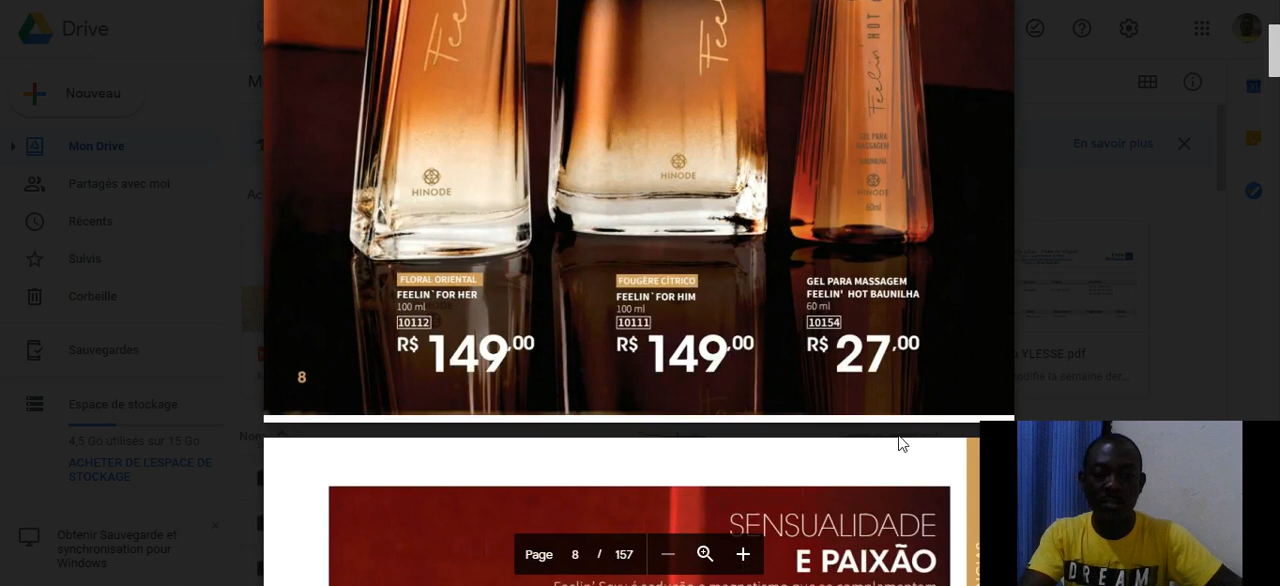 Drive
Nouveau
Mon Drive
Partagés avec moi
Récents
Suivis
Corbeille
Sauvegardes
Espace de stockage
4,5 Go utilisés sur 15 Go
ACHETER DE L'ESPACE DE
STOCKAGE
Obtenir Sauvegarde et
synchronisation pour
Windows
En savoir plus
YLESSE.pdf
HINODE
HINODE
Feelin' HOT
GEL PARA
MASSAGEM
BAUNILHA
HINODE
60ml
FLORAL ORIENTAL
FEELIN`FOR HER
100 ml
10112
R$ 149,00
FOUGÈRE CÍTRICO
FEELIN`FOR HIM
100 ml
10111
R$ 149,00
GEL PARA MASSAGEM
FEELIN' HOT BAUNILHA
60 ml
10154
R$ 27,00
8
SENSUALIDADE
E PAIXÃO
Page 8 / 157
DREAM